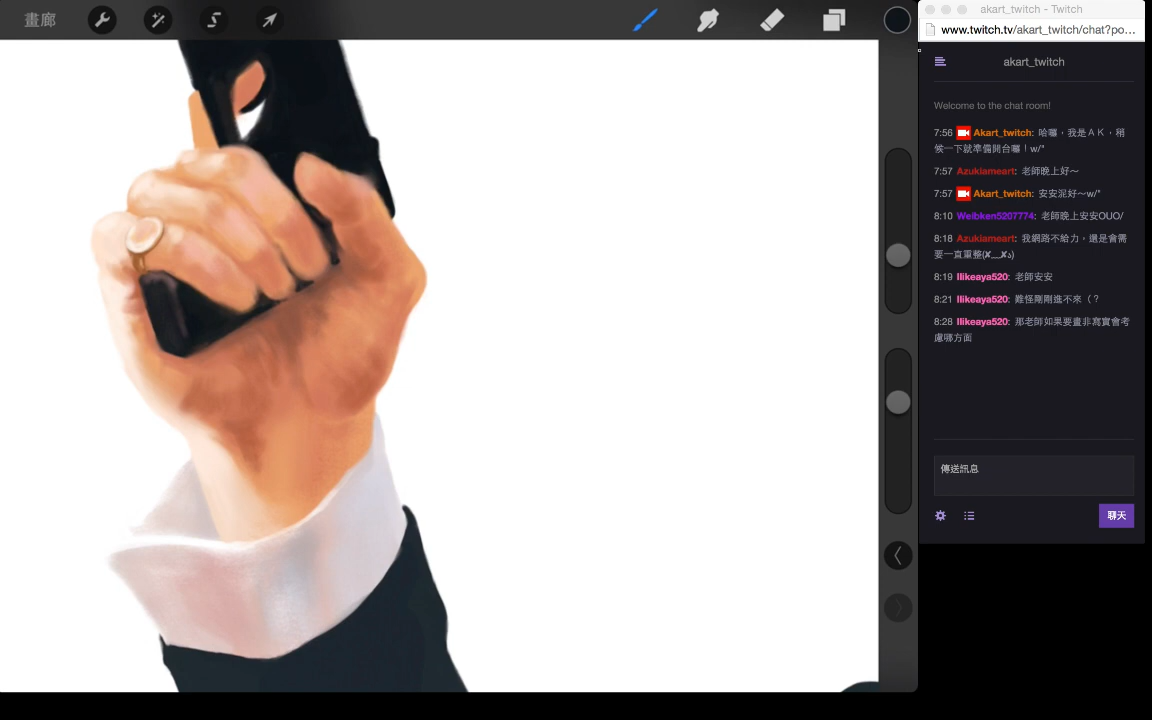 畫廊
akart_twitch - Twitch
www.twitch.tv/akart_twitch/chat?po...
akart_twitch
Welcome to the chat room!
7:56 Akart_twitch: 哈囉，我是ＡＫ，稍
候一下就準備開台囉！w/"
7:57 Azukiameart: 老師晚上好～
7:57 Akart_twitch: 安安泥好～w/"
8:10 Weibken5207774: 老師晚上安安OUO/
8:18 Azukiameart: 我網路不給力，還是會需
要一直重整(✘﹏✘ა)
8:19 Ilikeaya520: 老師安安
8:21 Ilikeaya520: 難怪剛剛進不來（？
8:28 Ilikeaya520: 那老師如果要畫非寫實會考
慮哪方面
傳送訊息
聊天